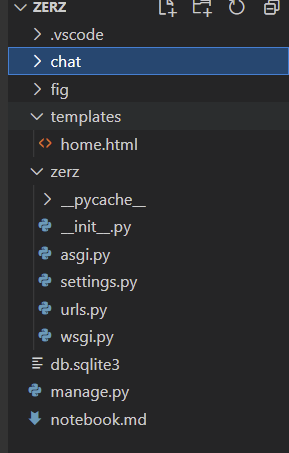 ZERZ
.vscode
chat
fig
templates
home.html
zerz
__pycache__
__init__.py
asgi.py
settings.py
urls.py
wsgi.py
db.sqlite3
manage.py
notebook.md